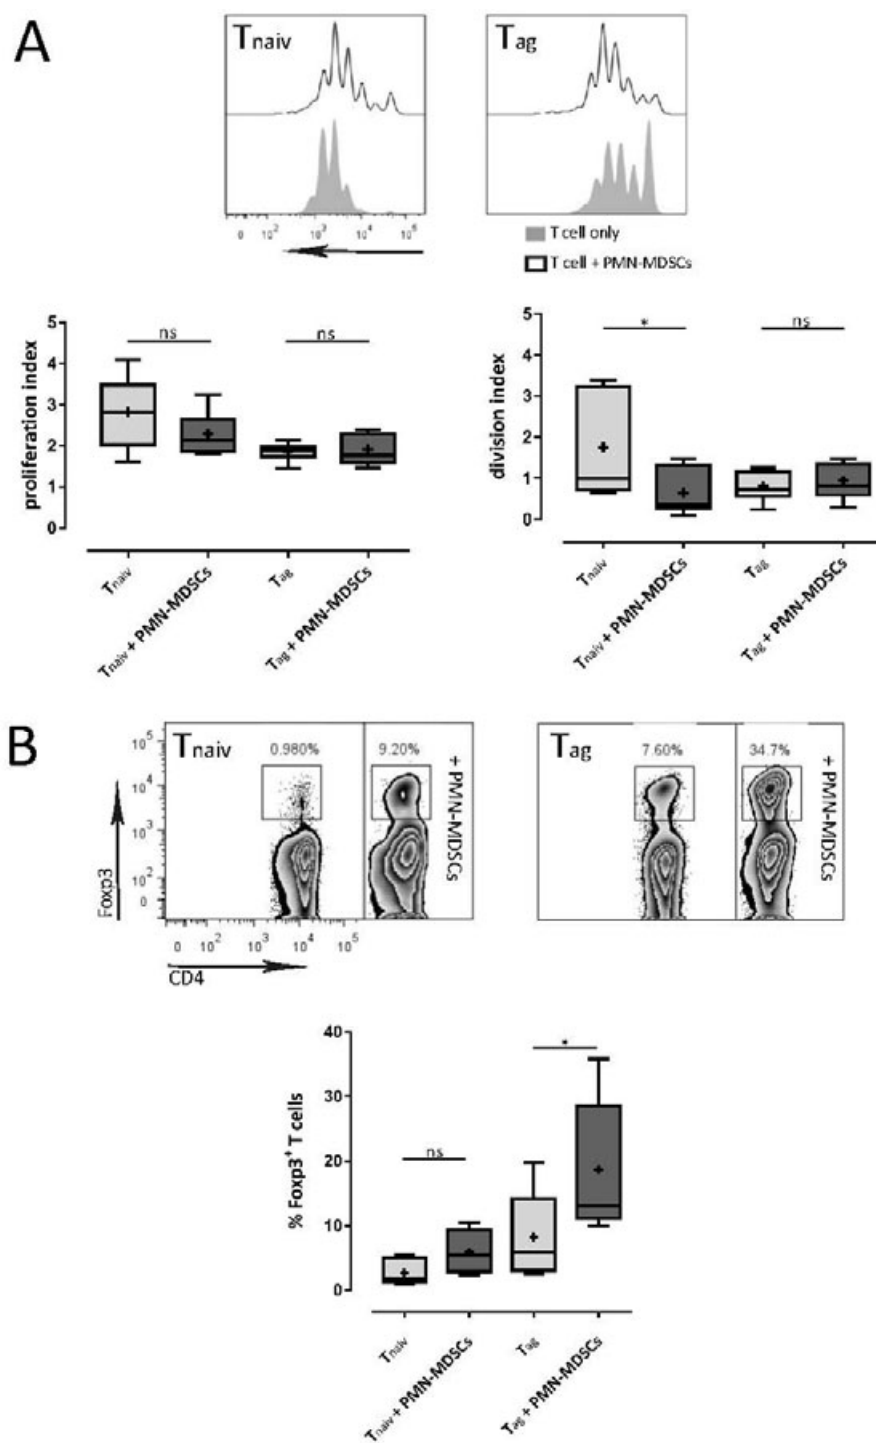 A
Tnaiv
Tag
0 10² 10³ 10⁴ 10⁵
T cell only
T cell + PMN-MDSCs
proliferation index
5
4
3
2
1
0
ns
ns
Tnaiv
Tnaiv + PMN-MDSCs
Tag
Tag + PMN-MDSCs
division index
5
4
3
2
1
0
*
ns
Tnaiv
Tnaiv + PMN-MDSCs
Tag
Tag + PMN-MDSCs
B
Foxp3
10⁵
10⁴
10³
10²
0
Tnaiv
0.980%
9.20%
+ PMN-MDSCs
0 10² 10³ 10⁴ 10⁵
CD4
Tag
7.60%
34.7%
+ PMN-MDSCs
% Foxp3⁺ T cells
40
30
20
10
0
ns
*
Tnaiv
Tnaiv + PMN-MDSCs
Tag
Tag + PMN-MDSCs